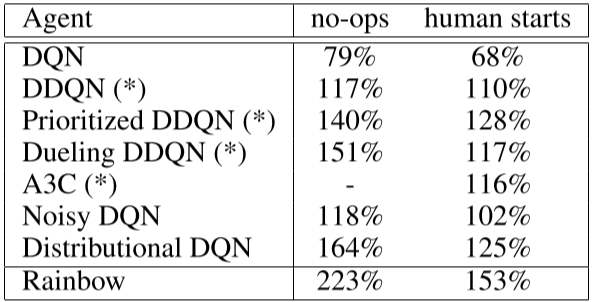 Agent no-ops human starts
DQN 79% 68%
DDQN (*) 117% 110%
Prioritized DDQN (*) 140% 128%
Dueling DDQN (*) 151% 117%
A3C (*) - 116%
Noisy DQN 118% 102%
Distributional DQN 164% 125%
Rainbow 223% 153%